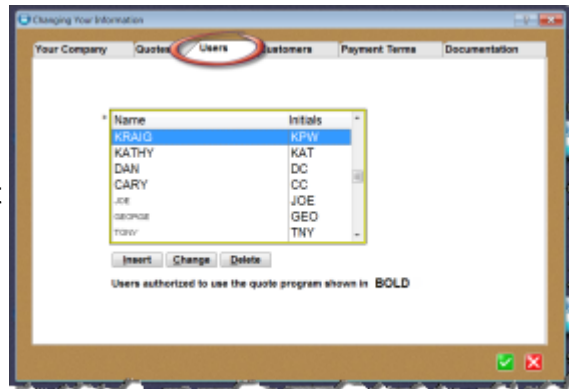 Changing Your Information
Your Company Quotes Users Customers Payment Terms Documentation
* Name Initials
KRAIG KPW
KATHY KAT
DAN DC
CARY CC
JOE JOE
GEORGE GEO
TONY TNY
Insert Change Delete
Users authorized to use the quote program shown in BOLD